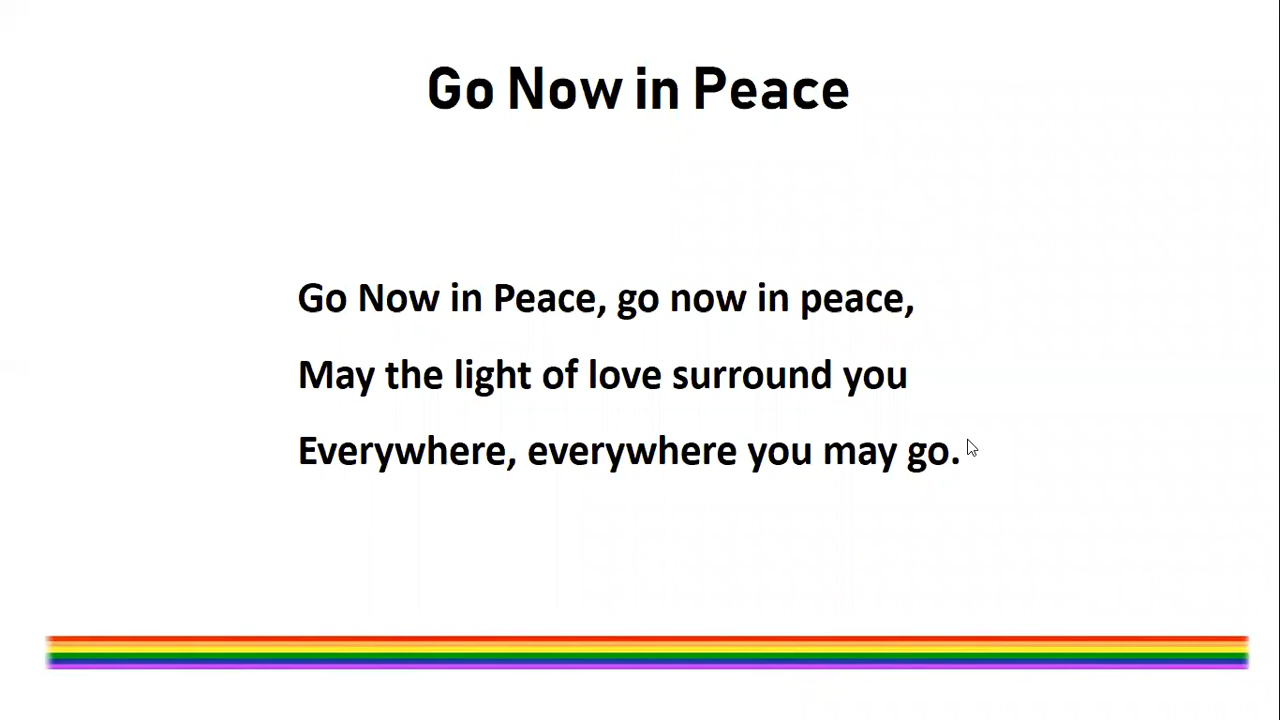 Go Now in Peace
Go Now in Peace, go now in peace,
May the light of love surround you
Everywhere, everywhere you may go.